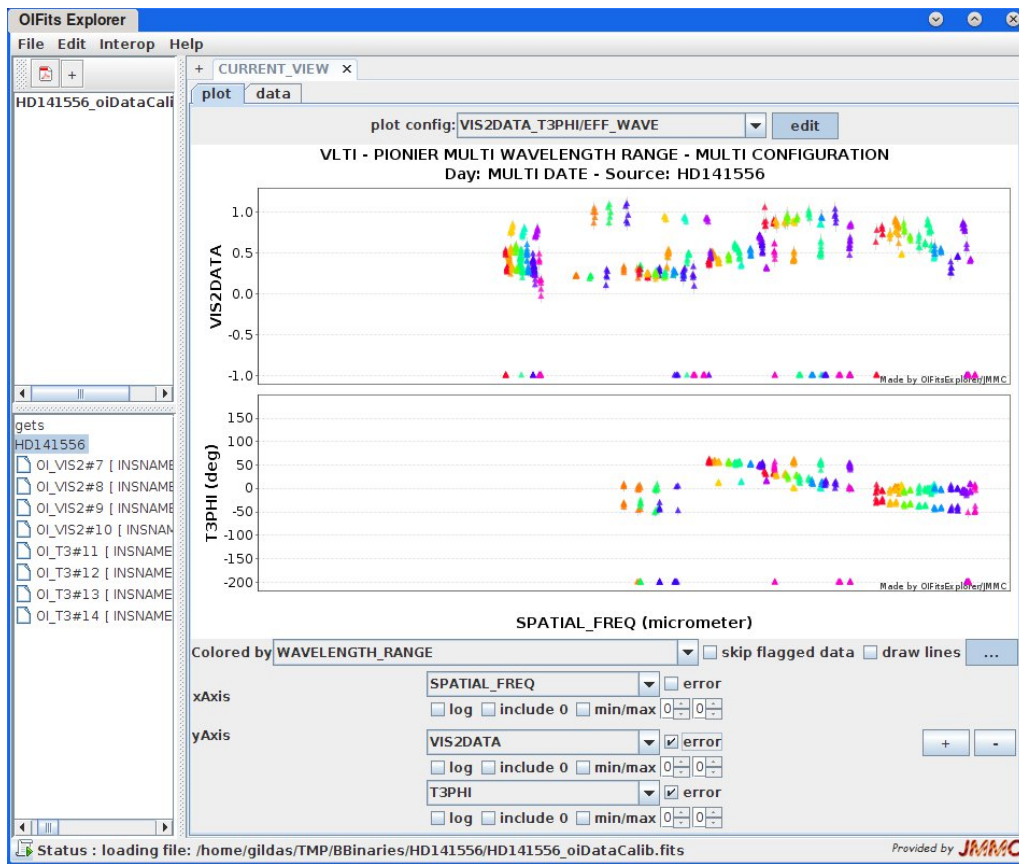 OIFits Explorer
File Edit Interop Help
+ CURRENT_VIEW x
+
HD141556_oiDataCali
plot data
plot config: VIS2DATA_T3PHI/EFF_WAVE edit
VLTI - PIONIER MULTI WAVELENGTH RANGE - MULTI CONFIGURATION
Day: MULTI DATE - Source: HD141556
VIS2DATA
1.0
0.5
0.0
-0.5
-1.0
Made by OIFitsExplorer/JMMC
T3PHI (deg)
150
100
50
0
-50
-100
-150
-200
Made by OIFitsExplorer/JMMC
SPATIAL_FREQ (micrometer)
gets
HD141556
OI_VIS2#7 [ INSNAME
OI_VIS2#8 [ INSNAME
OI_VIS2#9 [ INSNAME
OI_VIS2#10 [ INSNAM
OI_T3#11 [ INSNAME
OI_T3#12 [ INSNAME
OI_T3#13 [ INSNAME
OI_T3#14 [ INSNAME
Colored by WAVELENGTH_RANGE skip flagged data draw lines ...
xAxis
SPATIAL_FREQ error
log include 0 min/max 0 0
yAxis
VIS2DATA error + -
log include 0 min/max 0 0
T3PHI error
log include 0 min/max 0 0
Status : loading file: /home/gildas/TMP/BBinaries/HD141556/HD141556_oiDataCalib.fits
Provided by JMMC